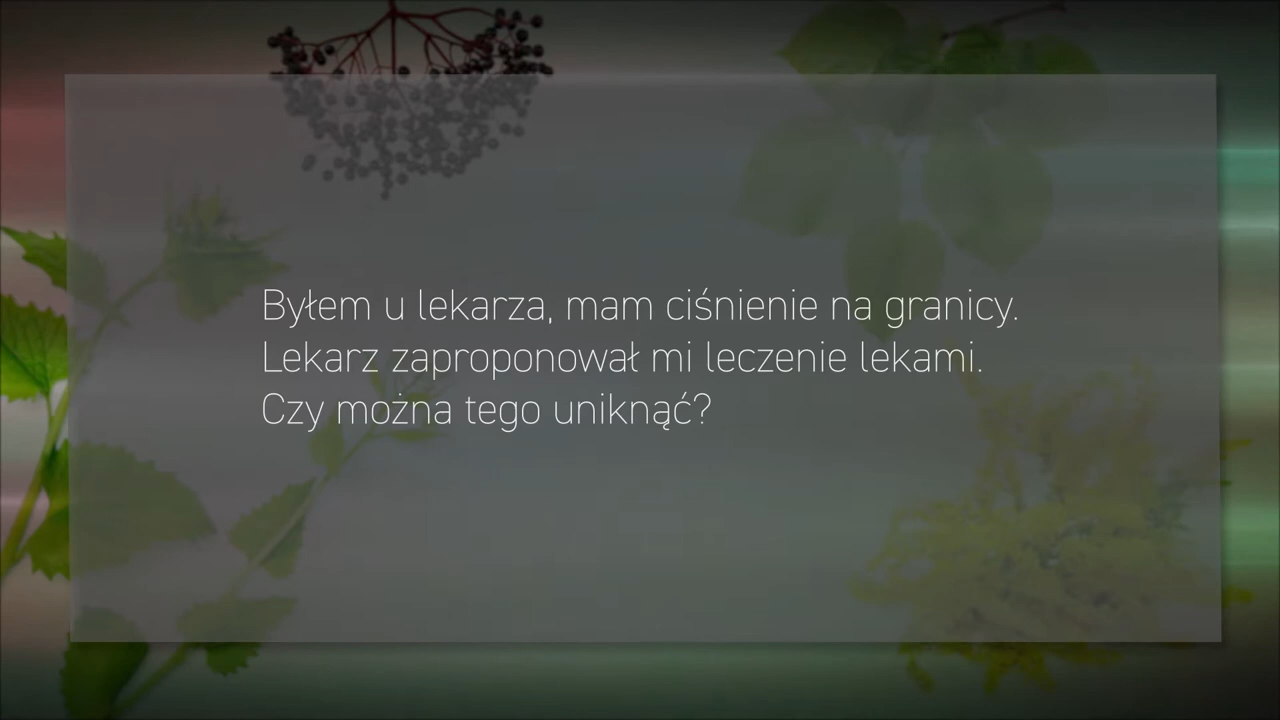 Byłem u lekarza, mam ciśnienie na granicy.
Lekarz zaproponował mi leczenie lekami.
Czy można tego uniknąć?